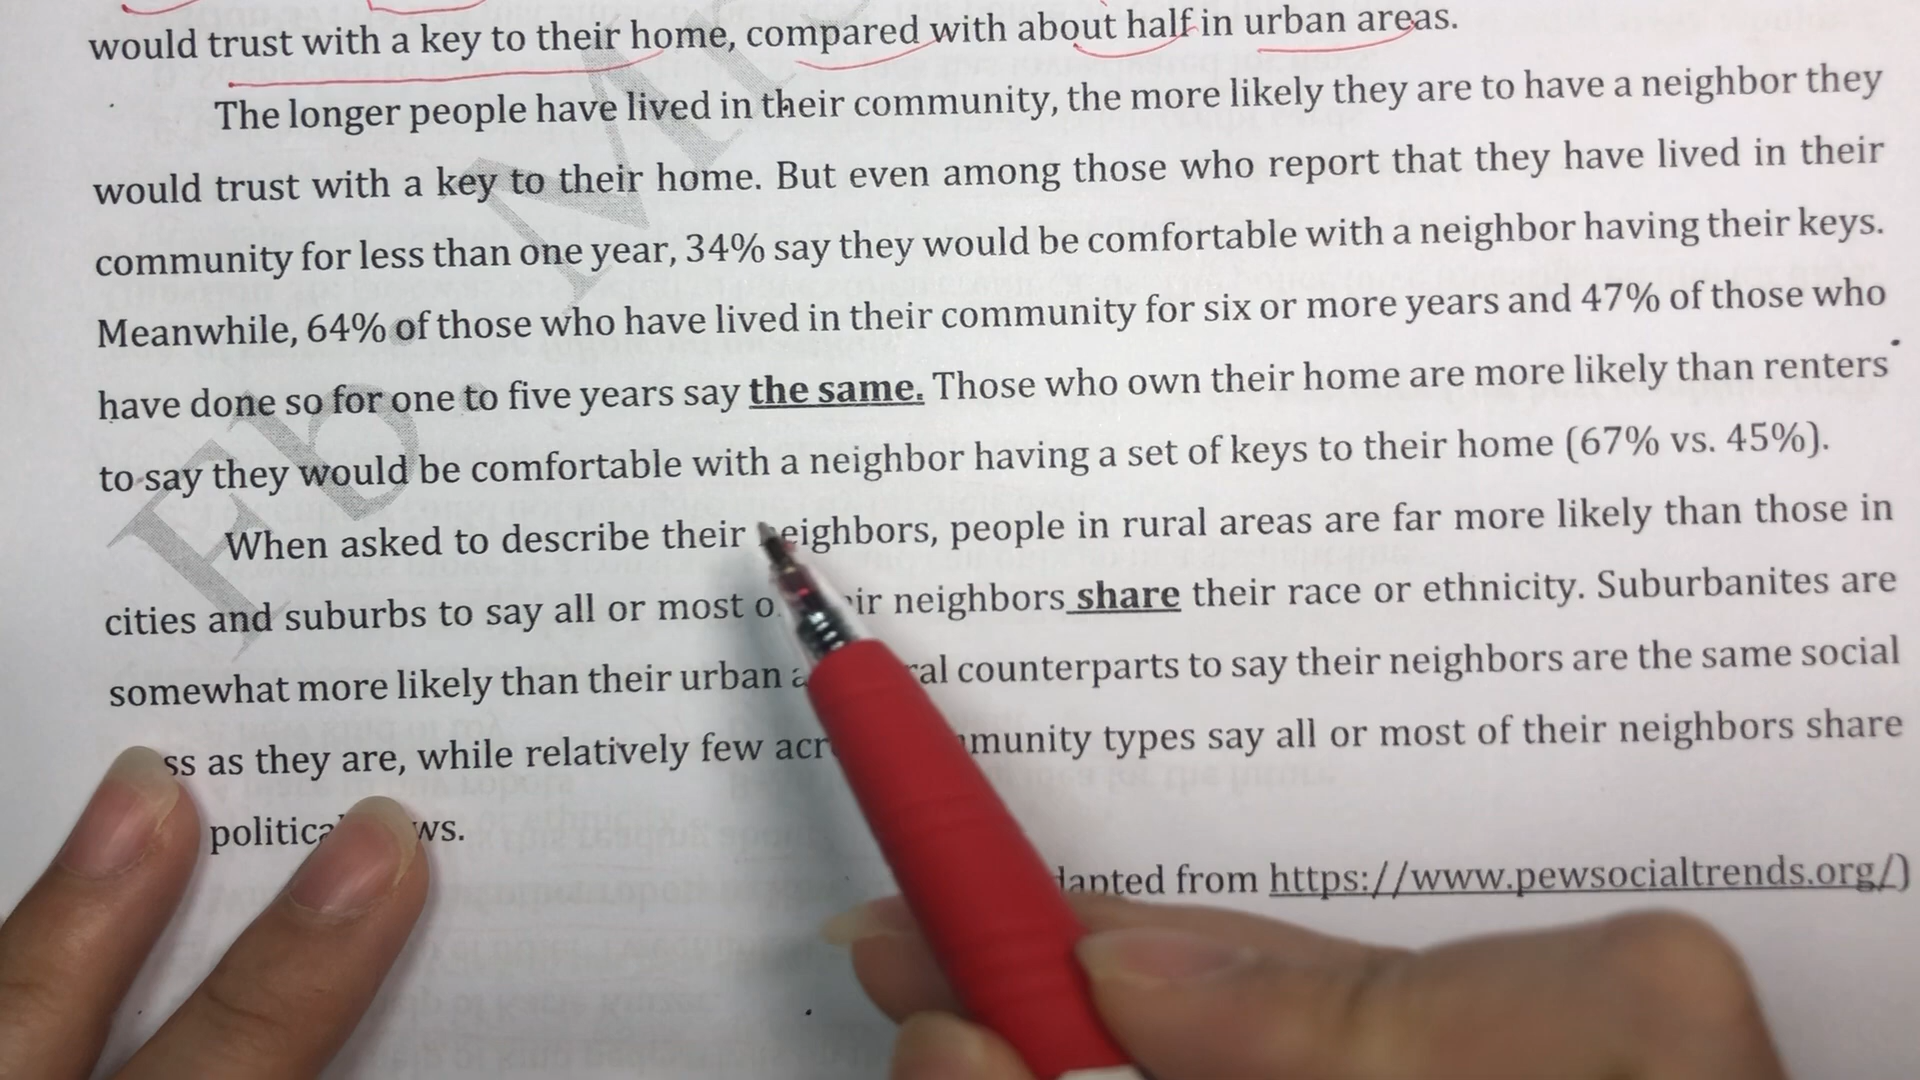 would trust with a key to their home, compared with about half in urban areas.
The longer people have lived in their community, the more likely they are to have a neighbor they
would trust with a key to their home. But even among those who report that they have lived in their
community for less than one year, 34% say they would be comfortable with a neighbor having their keys.
Meanwhile, 64% of those who have lived in their community for six or more years and 47% of those who
have done so for one to five years say the same. Those who own their home are more likely than renters
to say they would be comfortable with a neighbor having a set of keys to their home (67% vs. 45%).
When asked to describe their neighbors, people in rural areas are far more likely than those in
cities and suburbs to say all or most neighbors share their race or ethnicity. Suburbanites are
somewhat more likely than their urban counterparts to say their neighbors are the same social
as they are, while relatively few types say all or most of their neighbors share
from https://www.pewsocialtrends.org/)
Fb